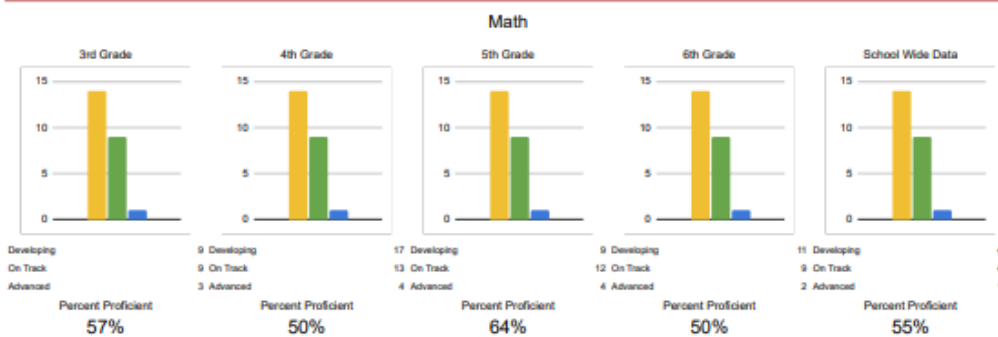 Math
3rd Grade 4th Grade 5th Grade 6th Grade School Wide Data
15 15 15 15 15
10 10 10 10 10
5 5 5 5 5
0 0 0 0 0
Developing 9 Developing 17 Developing 9 Developing 11 Developing
On Track 9 On Track 13 On Track 12 On Track 9 On Track
Advanced 3 Advanced 4 Advanced 4 Advanced 2 Advanced
Percent Proficient Percent Proficient Percent Proficient Percent Proficient Percent Proficient
57% 50% 64% 50% 55%